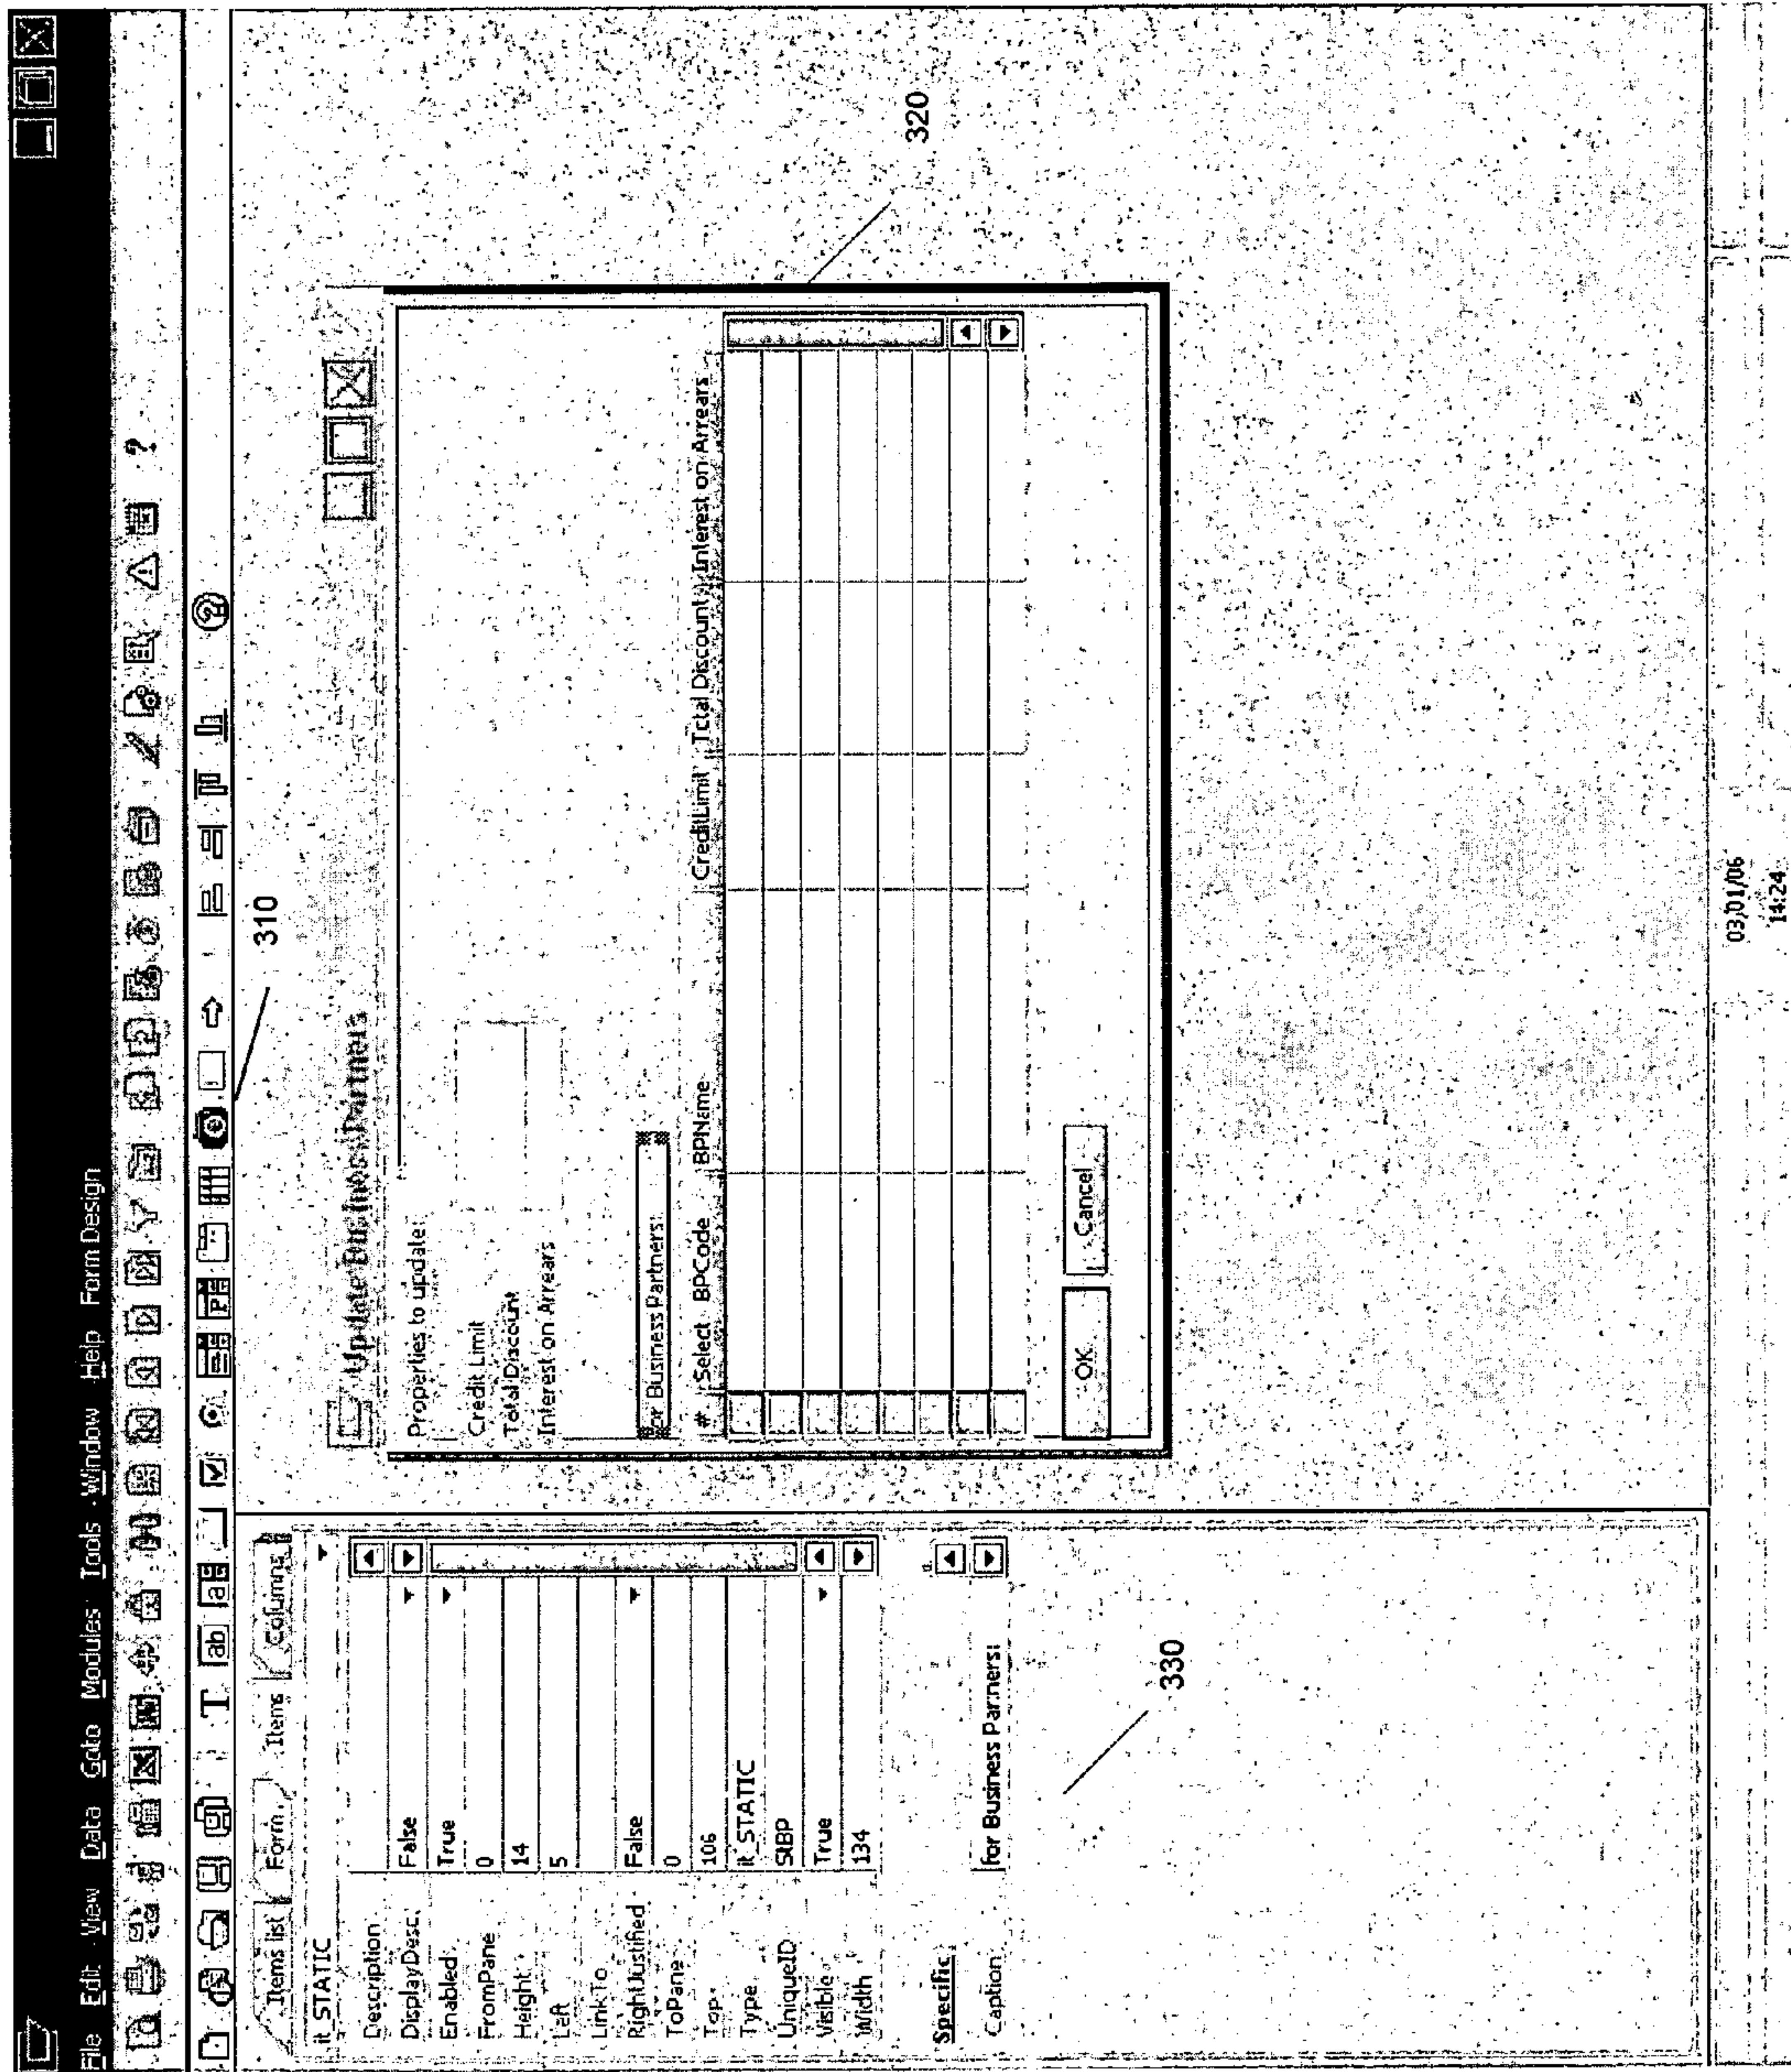 File Edit View Data Goto Modules Tools Window Help Form Design
?
T ab a
310
Items list Form Items Columns
it_STATIC
Description
DisplayDesc. False
Enabled True
FromPane 0
Height 14
Left 5
LinkTo
RightJustified False
ToPane 0
Top 106
Type it_STATIC
UniqueID SBP
Visible True
Width 134
Specific
Caption for Business Partners:
330
Update Business Partners
Properties to update:
Credit Limit
Total Discount
Interest on Arrears
for Business Partners:
# Select BPCode BPName CreditLimit Total Discount Interest on Arrears
OK Cancel
320
03/01/06
14:24